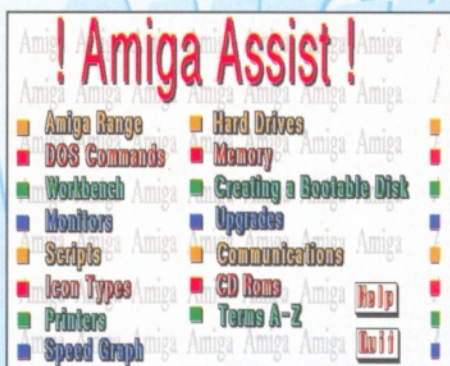 ! Amiga Assist !
Amiga Range
DOS Commands
Workbench
Monitors
Scripts
Icon Types
Printers
Speed Graph
Hard Drives
Memory
Creating a Bootable Disk
Upgrades
Communications
CD Roms
Terms A-Z
Help
Quit